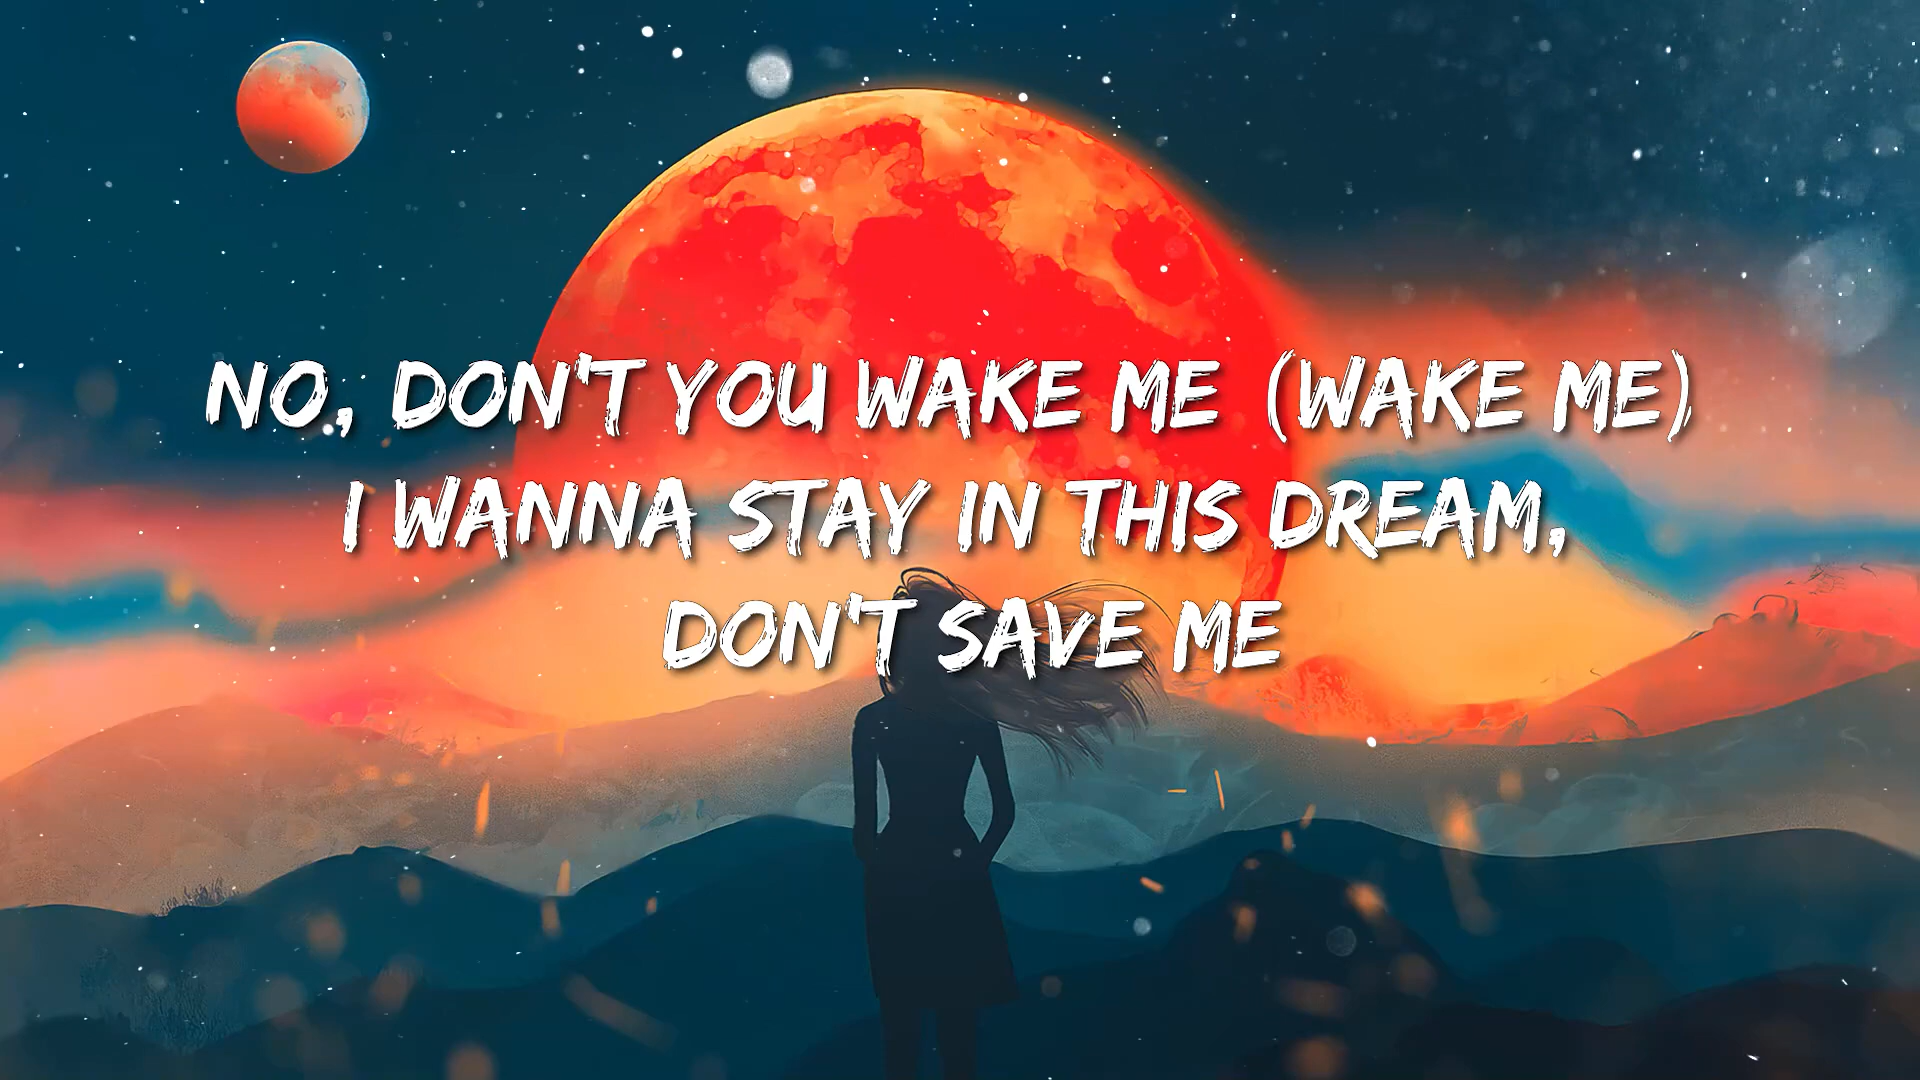 NO, DON'T YOU WAKE ME (WAKE ME)
I WANNA STAY IN THIS DREAM,
DON'T SAVE ME